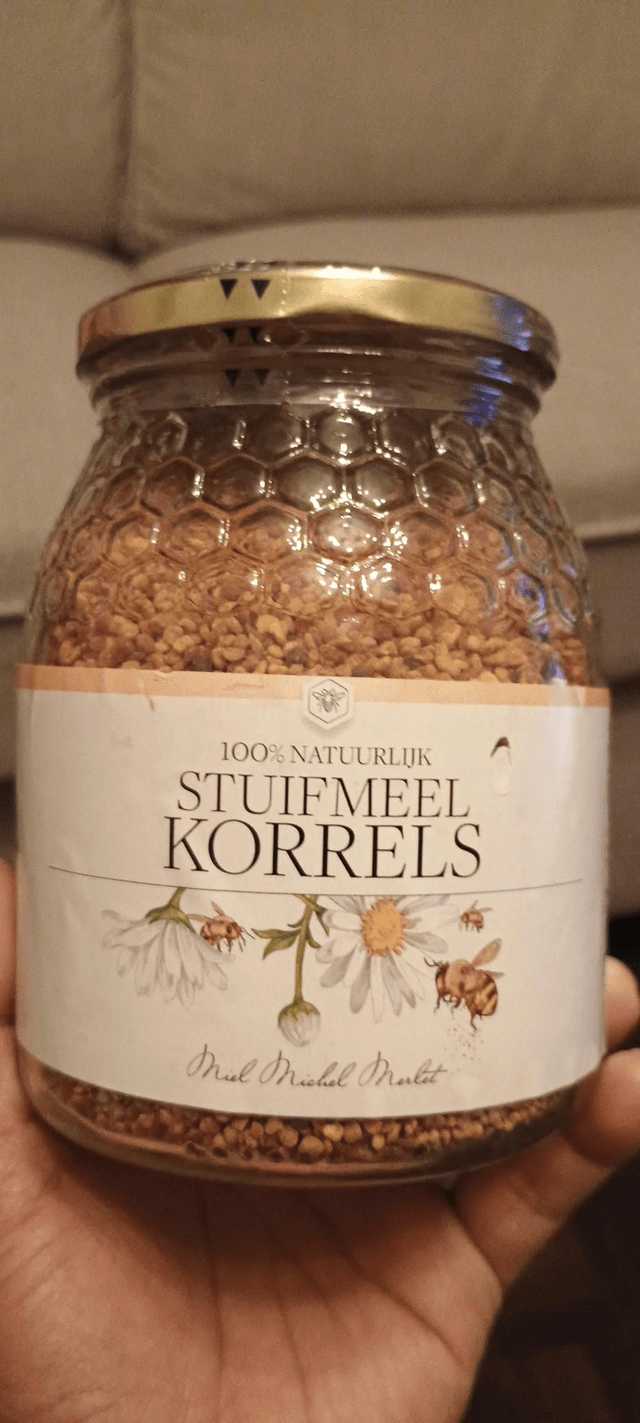 100% NATUURLIJK
STUIFMEEL
KORRELS
Miel Michel Merlet